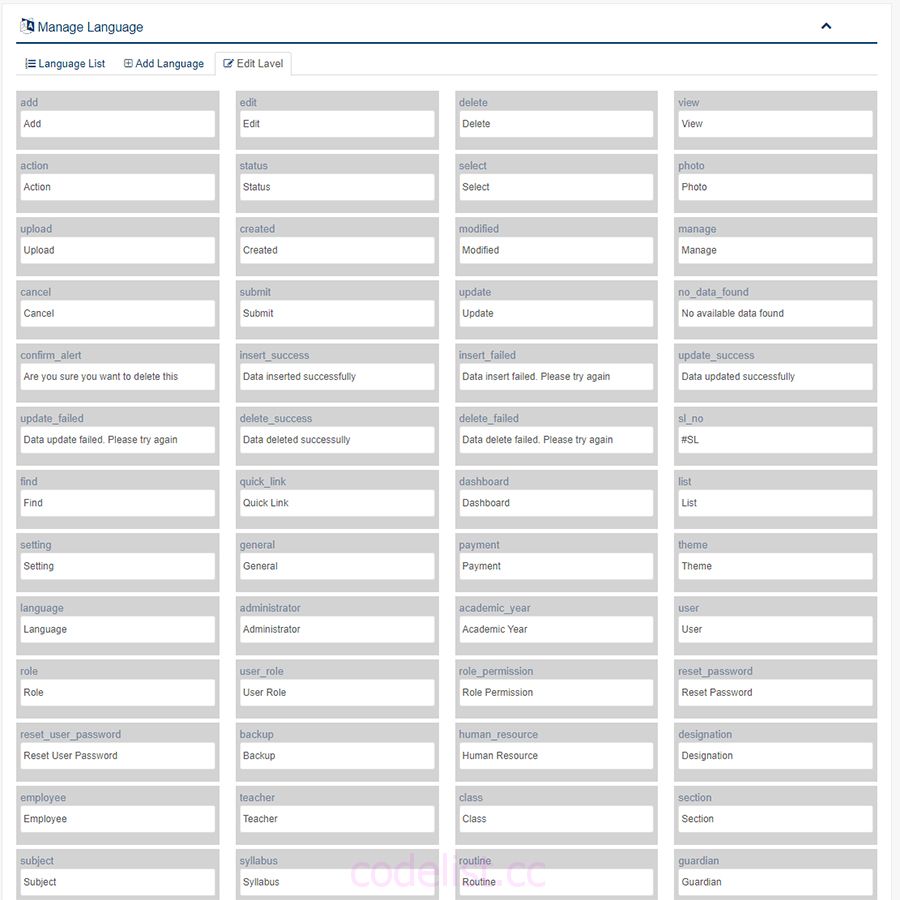 Manage Language
Language List Add Language Edit Lavel
add edit delete view
Add Edit Delete View
action status select photo
Action Status Select Photo
upload created modified manage
Upload Created Modified Manage
cancel submit update no_data_found
Cancel Submit Update No available data found
confirm_alert insert_success insert_failed update_success
Are you sure you want to delete this Data inserted successfully Data insert failed. Please try again Data updated successfully
update_failed delete_success delete_failed sl_no
Data update failed. Please try again Data deleted successully Data delete failed. Please try again #SL
find quick_link dashboard list
Find Quick Link Dashboard List
setting general payment theme
Setting General Payment Theme
language administrator academic_year user
Language Administrator Academic Year User
role user_role role_permission reset_password
Role User Role Role Permission Reset Password
reset_user_password backup human_resource designation
Reset User Password Backup Human Resource Designation
employee teacher class section
Employee Teacher Class Section
subject syllabus routine guardian
Subject Syllabus Routine Guardian
codelist.cc